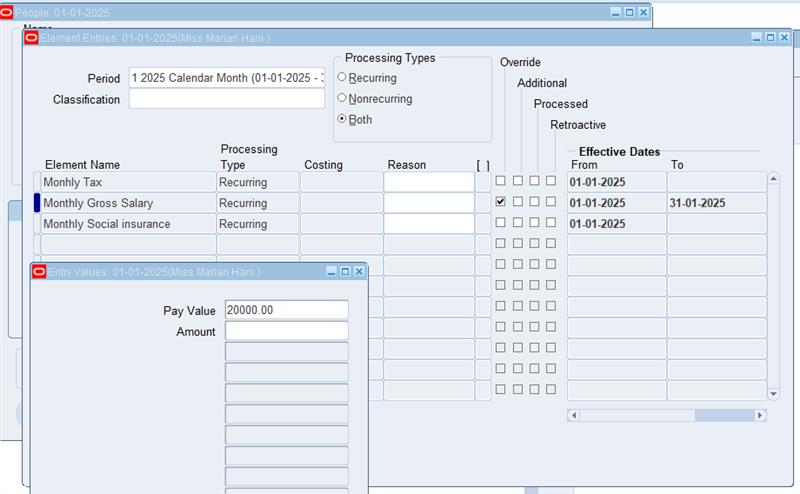 People: 01-01-2025
Element Entries: 01-01-2025(Miss Marian Hani )
Period 1 2025 Calendar Month (01-01-2025 -
Classification
Processing Types
Recurring
Nonrecurring
Both
Override
Additional
Processed
Retroactive
Effective Dates
Element Name Processing Type Costing Reason [ ] From To
Monhly Tax Recurring 01-01-2025
Monthly Gross Salary Recurring 01-01-2025 31-01-2025
Monthly Social insurance Recurring 01-01-2025
Entry Values: 01-01-2025(Miss Marian Hani )
Pay Value 20000.00
Amount